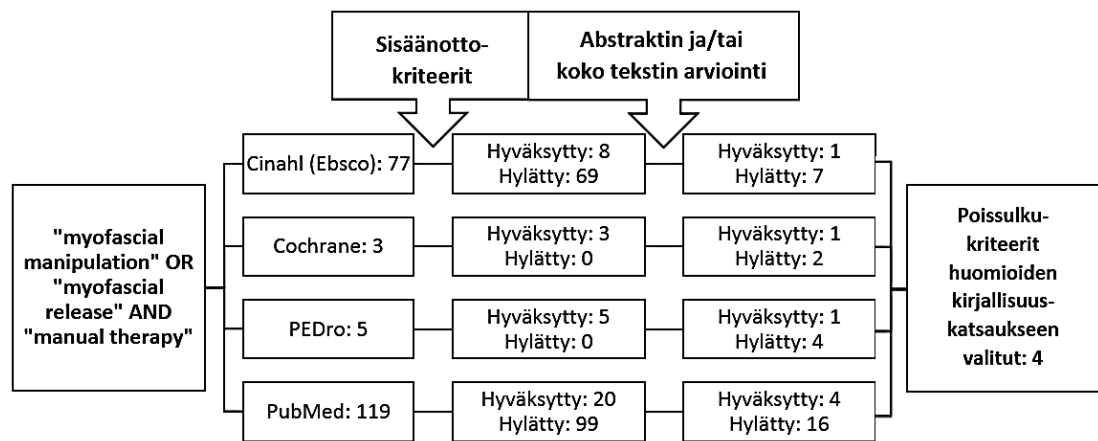 Sisäänotto-
kriteerit
Abstraktin ja/tai
koko tekstin arviointi
"myofascial
manipulation" OR
"myofascial
release" AND
"manual therapy"
Cinahl (Ebsco): 77
Hyväksytty: 8
Hylätty: 69
Hyväksytty: 1
Hylätty: 7
Cochrane: 3
Hyväksytty: 3
Hylätty: 0
Hyväksytty: 1
Hylätty: 2
PEDro: 5
Hyväksytty: 5
Hylätty: 0
Hyväksytty: 1
Hylätty: 4
PubMed: 119
Hyväksytty: 20
Hylätty: 99
Hyväksytty: 4
Hylätty: 16
Poissulku-
kriteerit
huomioiden
kirjallisuus-
katsaukseen
valitut: 4